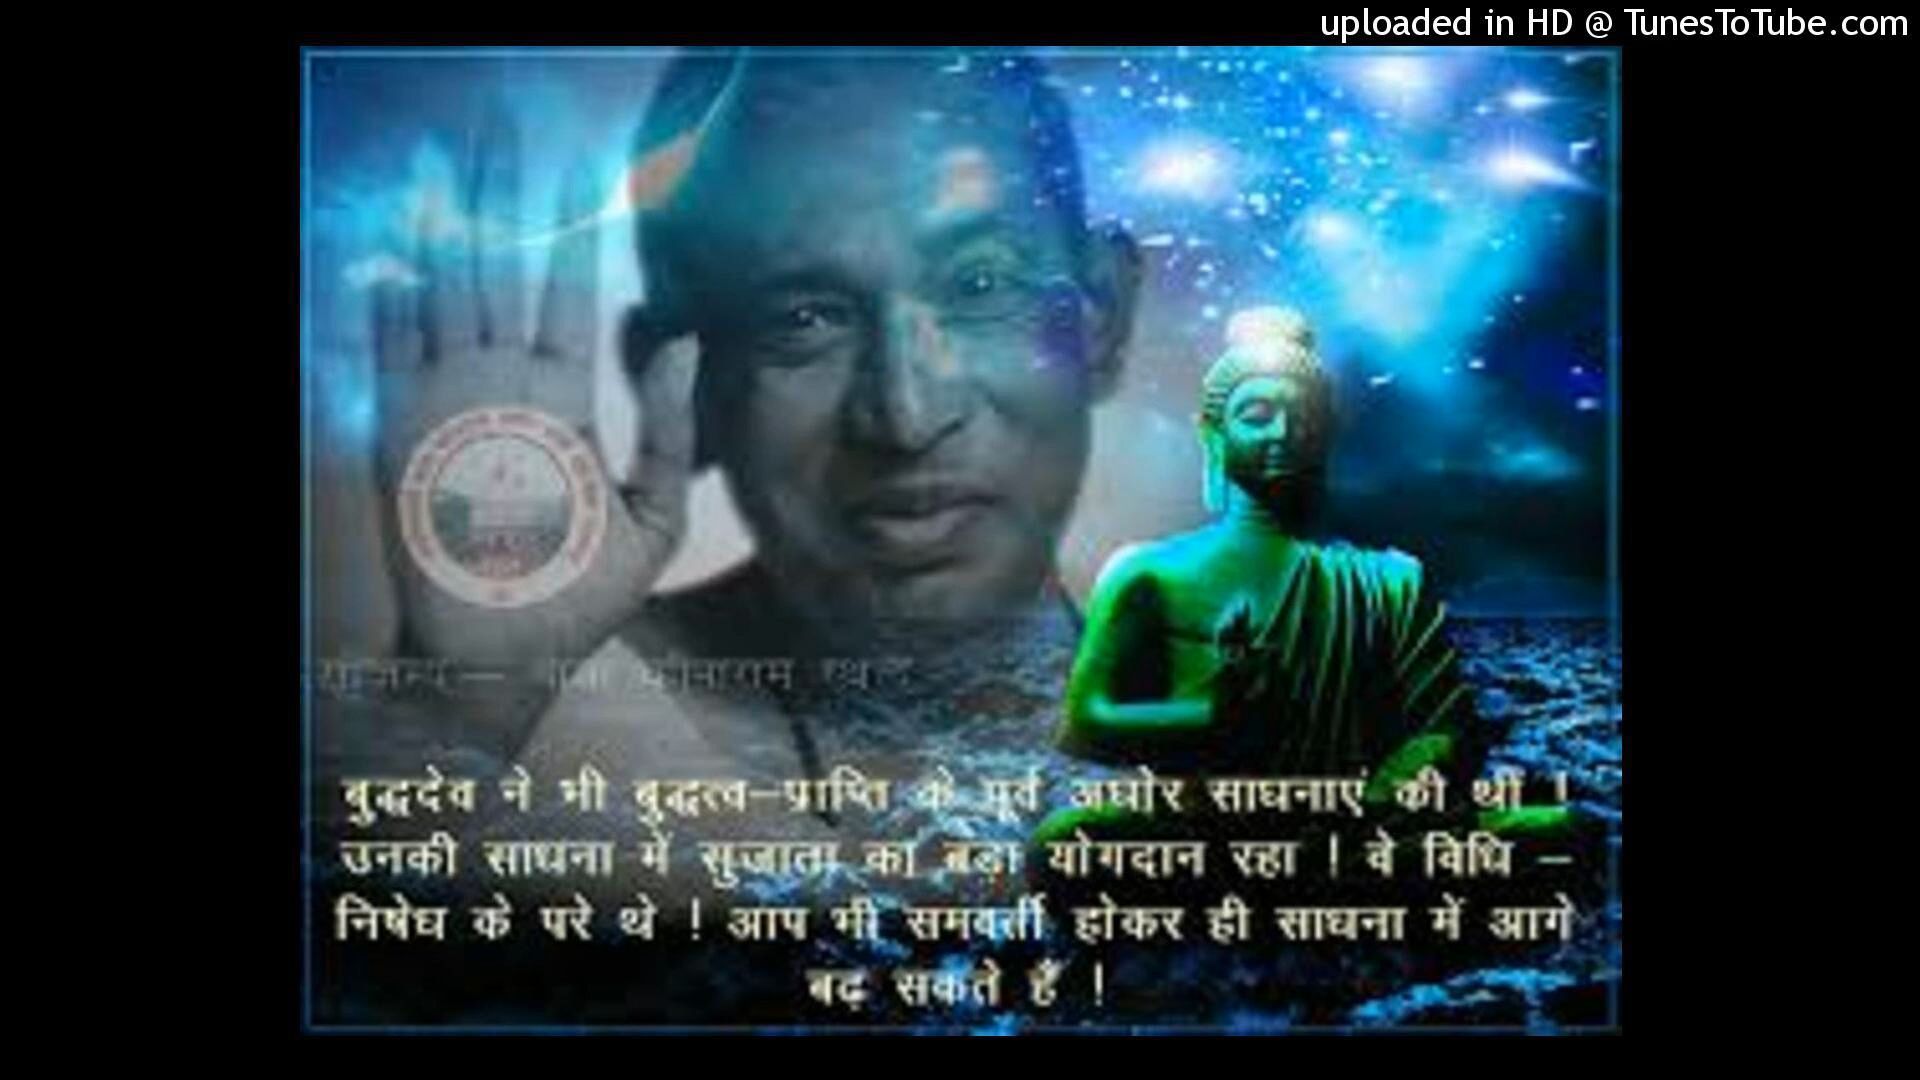 uploaded in HD @ TunesToTube.com
बुद्धदेव ने भी बुद्धत्व–प्राप्ति के पूर्व अघोर साधनाएं की थीं !
उनकी साधना में सुजाता का बड़ा योगदान रहा ! वे विधि –
निषेध के परे थे ! आप भी समवर्ती होकर ही साधना में आगे
बढ़ सकते हैं !